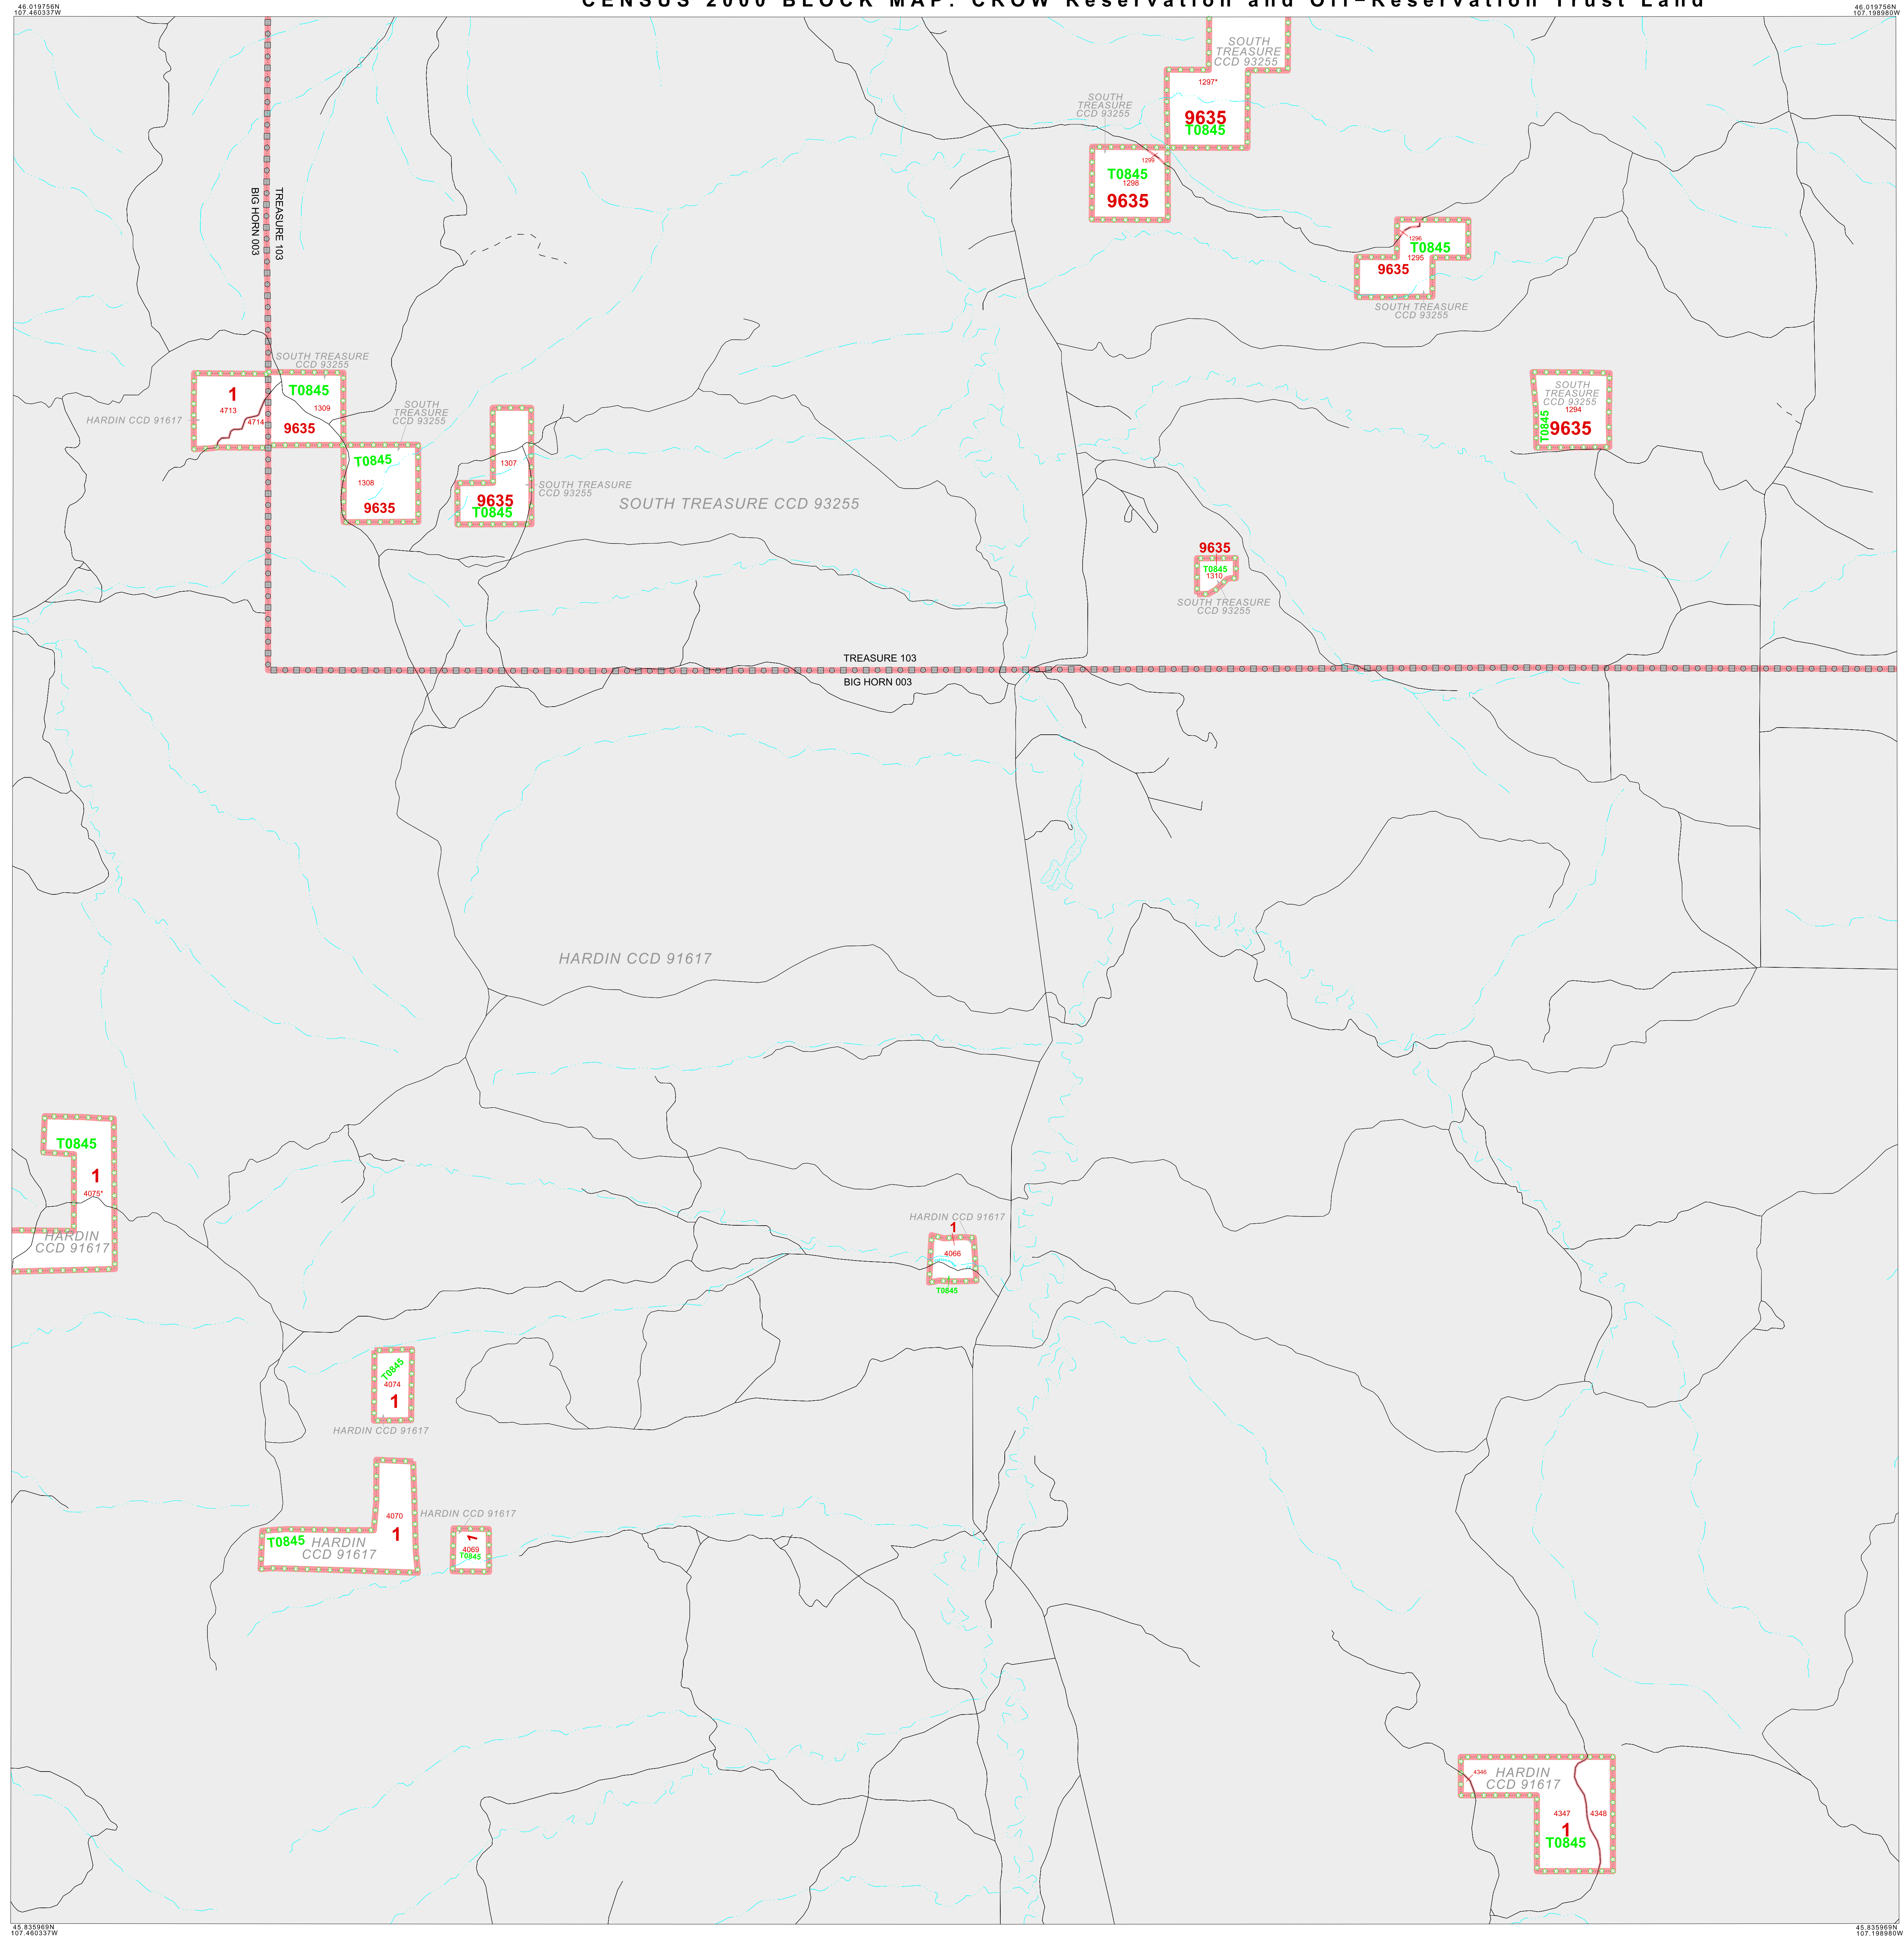 CENSUS 2000 BLOCK MAP: CROW Reservation and Off-Reservation Trust Land
46.019756N
107.460337W
46.019756N
107.198980W
SOUTH
TREASURE
CCD 93255
1297*
9635
T0845
SOUTH
TREASURE
CCD 93255
1299
T0845
1298
9635
TREASURE 103
BIG HORN 003
1296
T0845
1295
9635
SOUTH TREASURE
CCD 93255
SOUTH TREASURE
CCD 93255
1
4713
4714
HARDIN CCD 91617
T0845
1309
9635
SOUTH
TREASURE
CCD 93255
T0845
1308
9635
1307
9635
T0845
SOUTH TREASURE
CCD 93255
SOUTH TREASURE CCD 93255
SOUTH
TREASURE
CCD 93255
1294
T0845
9635
9635
T0845
1310
SOUTH TREASURE
CCD 93255
TREASURE 103
BIG HORN 003
HARDIN CCD 91617
T0845
1
4075*
HARDIN
CCD 91617
HARDIN CCD 91617
1
4066
T0845
T0845
4074
1
HARDIN CCD 91617
4070
1
T0845
HARDIN
CCD 91617
HARDIN CCD 91617
1
4069
T0845
4346
HARDIN
CCD 91617
4347
4348
1
T0845
45.835969N
107.460337W
45.835969N
107.198980W